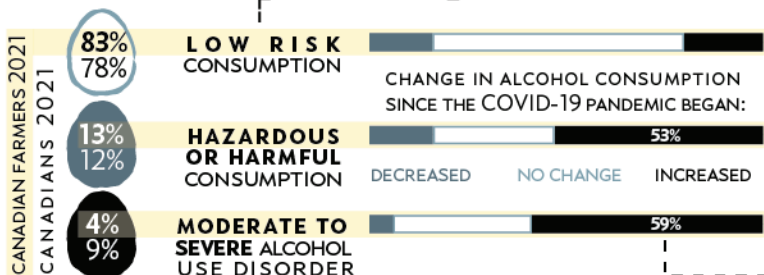 CANADIAN FARMERS 2021
CANADIANS 2021
83%
78%
LOW RISK
CONSUMPTION
CHANGE IN ALCOHOL CONSUMPTION
SINCE THE COVID-19 PANDEMIC BEGAN:
13%
12%
HAZARDOUS
OR HARMFUL
CONSUMPTION
53%
DECREASED NO CHANGE INCREASED
4%
9%
MODERATE TO
SEVERE ALCOHOL
USE DISORDER
59%